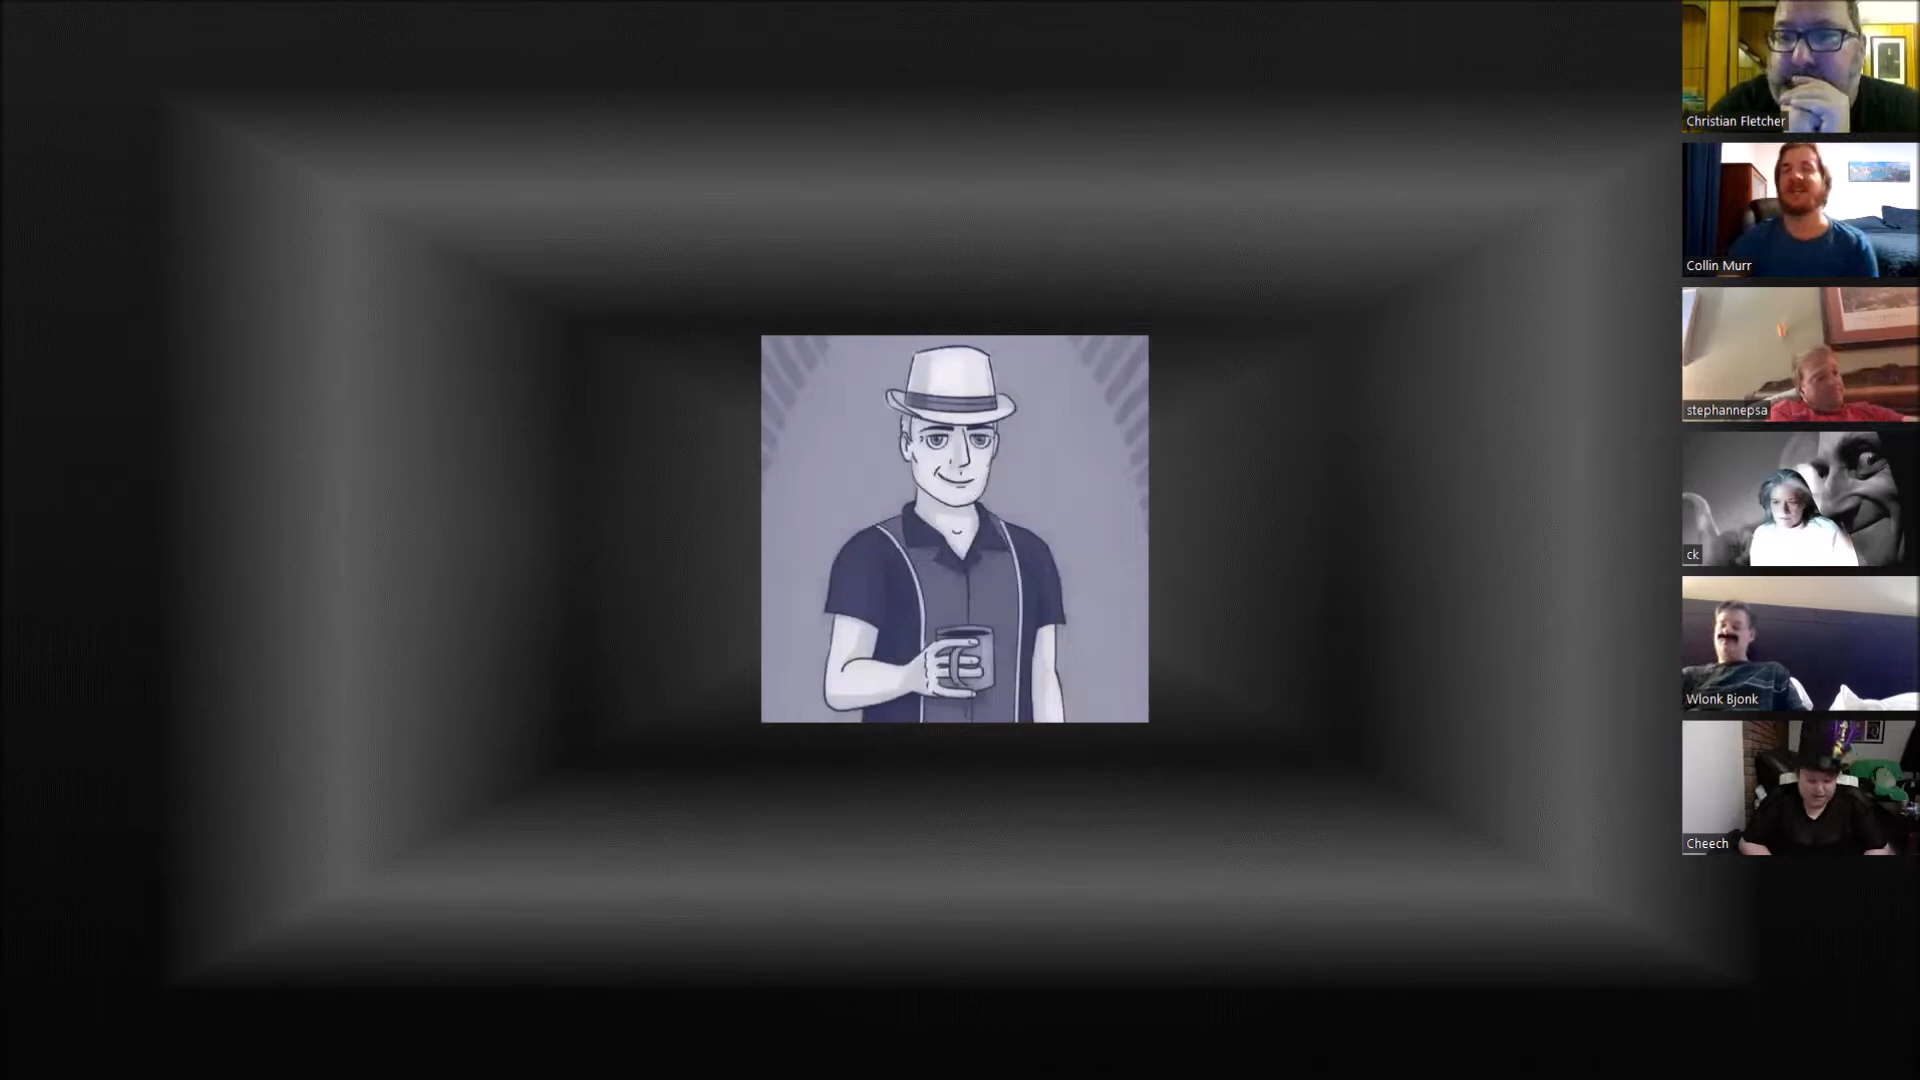 Christian Fletcher
Collin Murr
stephannepsa
ck
Wlonk Bjonk
Cheech